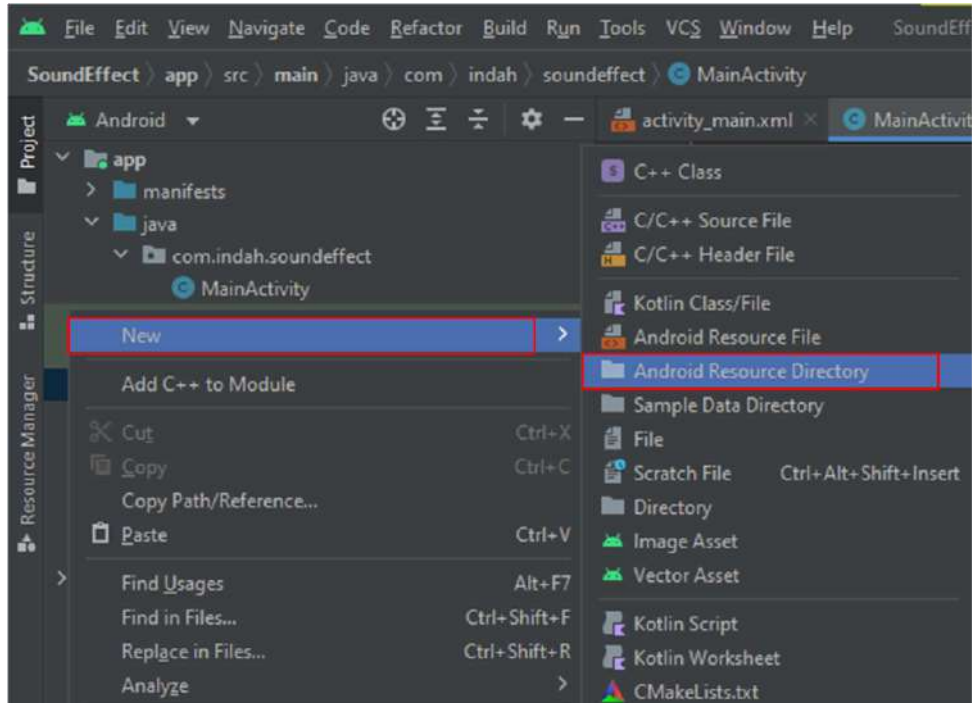 File Edit View Navigate Code Refactor Build Run Tools VCS Window Help SoundEff
SoundEffect app src main java com indah soundeffect MainActivity
Project
Structure
Resource Manager
Android
app
manifests
java
com.indah.soundeffect
MainActivity
activity_main.xml
MainActivit
New
Add C++ to Module
Cut Ctrl+X
Copy Ctrl+C
Copy Path/Reference...
Paste Ctrl+V
Find Usages Alt+F7
Find in Files... Ctrl+Shift+F
Replace in Files... Ctrl+Shift+R
Analyze
C++ Class
C/C++ Source File
C/C++ Header File
Kotlin Class/File
Android Resource File
Android Resource Directory
Sample Data Directory
File
Scratch File Ctrl+Alt+Shift+Insert
Directory
Image Asset
Vector Asset
Kotlin Script
Kotlin Worksheet
CMakeLists.txt